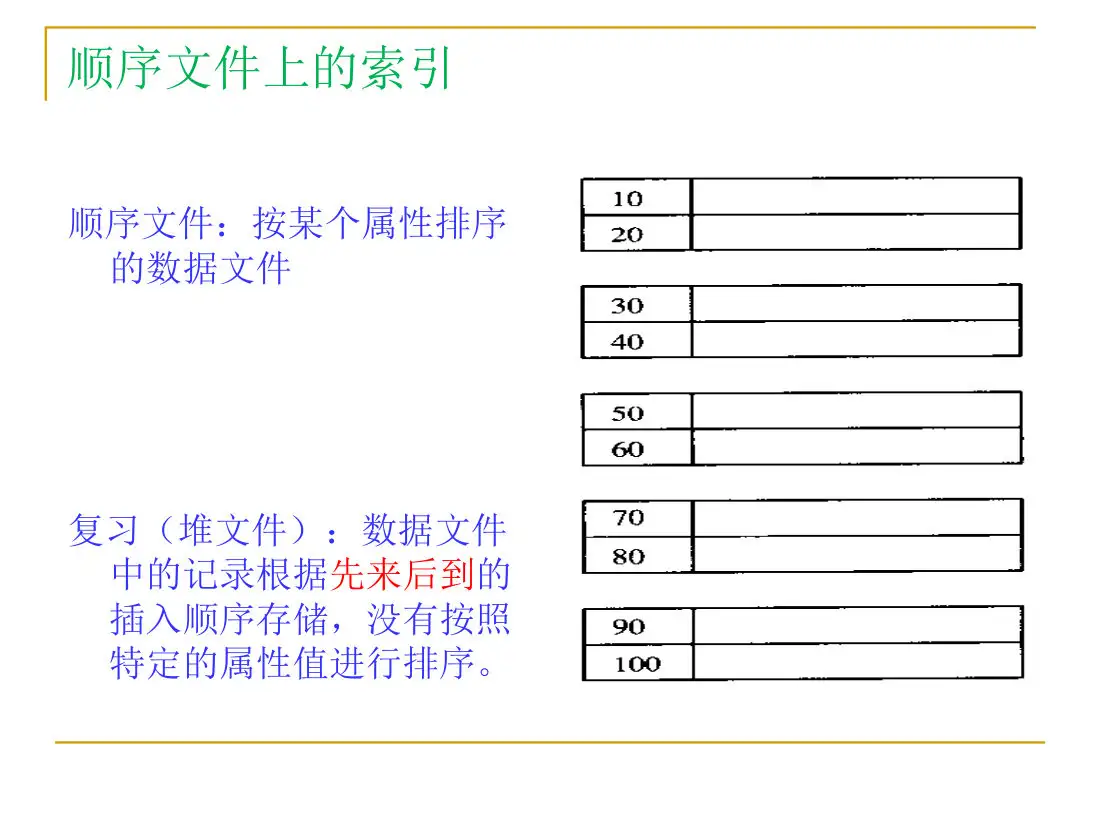 顺序文件上的索引
顺序文件：按某个属性排序
的数据文件
复习（堆文件）：数据文件
中的记录根据先来后到的
插入顺序存储，没有按照
特定的属性值进行排序。
10
20
30
40
50
60
70
80
90
100